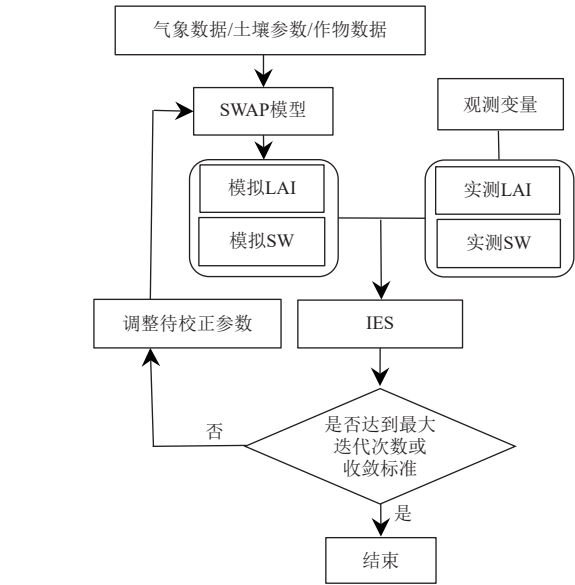 气象数据/土壤参数/作物数据
SWAP模型
观测变量
模拟LAI
实测LAI
模拟SW
实测SW
调整待校正参数
IES
否
是否达到最大
迭代次数或
收敛标准
是
结束